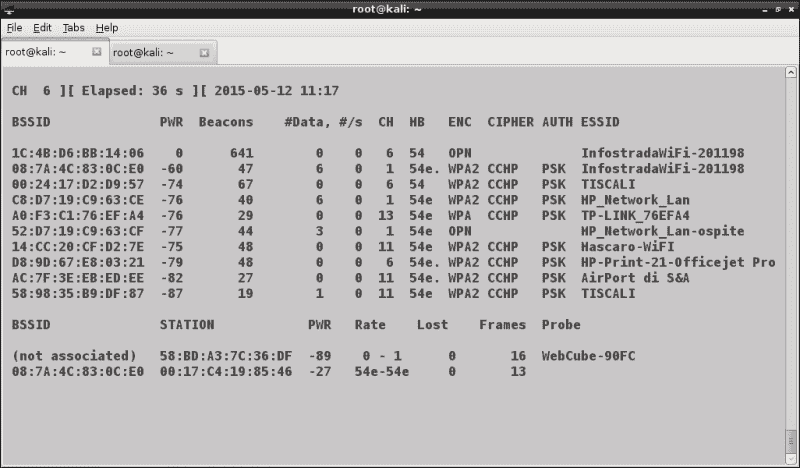 root@kali: ~
File Edit Tabs Help
root@kali: ~ root@kali: ~
CH 6 ][ Elapsed: 36 s ][ 2015-05-12 11:17
BSSID PWR Beacons #Data, #/s CH HB ENC CIPHER AUTH ESSID
1C:4B:D6:BB:14:06 0 641 0 0 6 54 OPN InfostradaWiFi-201198
08:7A:4C:83:0C:E0 -60 47 6 0 1 54e. WPA2 CCHP PSK InfostradaWiFi-201198
00:24:17:D2:D9:57 -74 67 0 0 6 54 WPA2 CCHP PSK TISCALI
C8:D7:19:C9:63:CE -76 40 6 0 1 54e WPA2 CCHP PSK HP_Network_Lan
A0:F3:C1:76:EF:A4 -76 29 0 0 13 54e WPA CCHP PSK TP-LINK_76EFA4
52:D7:19:C9:63:CF -77 44 3 0 1 54e OPN HP_Network_Lan-ospite
14:CC:20:CF:D2:7E -75 48 0 0 11 54e WPA2 CCHP PSK Hascaro-WiFI
D8:9D:67:E8:03:21 -79 48 0 0 6 54e. WPA2 CCHP PSK HP-Print-21-Officejet Pro
AC:7F:3E:EB:ED:EE -82 27 0 0 11 54e. WPA2 CCHP PSK AirPort di S&A
58:98:35:B9:DF:87 -87 19 1 0 11 54e WPA2 CCHP PSK TISCALI
BSSID STATION PWR Rate Lost Frames Probe
(not associated) 58:BD:A3:7C:36:DF -89 0 - 1 0 16 WebCube-90FC
08:7A:4C:83:0C:E0 00:17:C4:19:85:46 -27 54e-54e 0 13